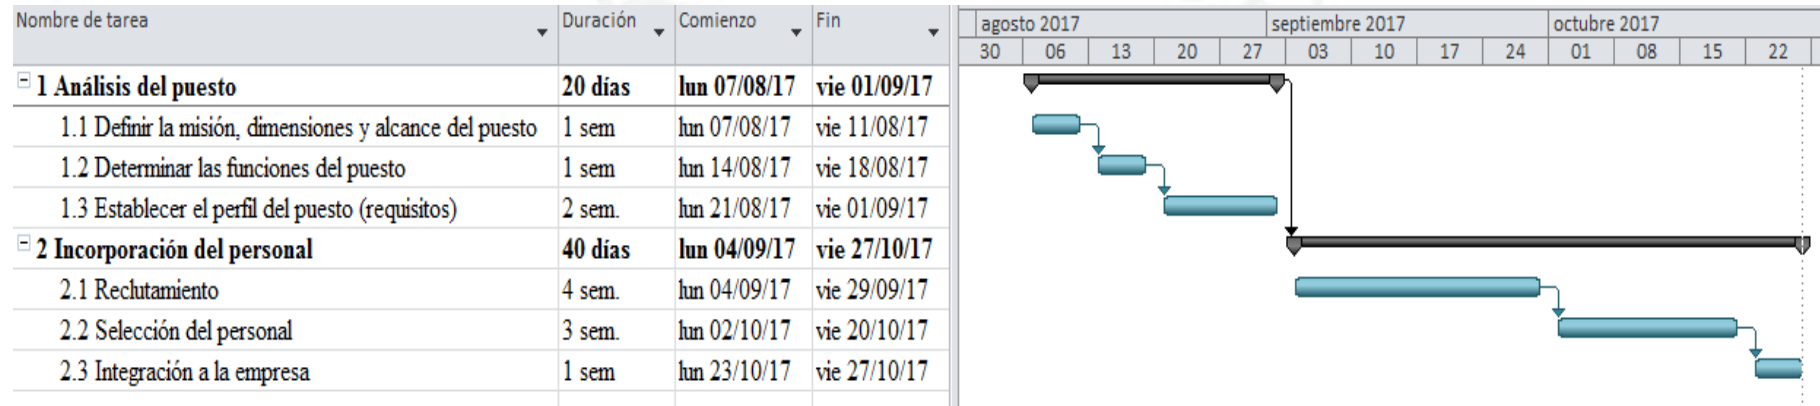 Nombre de tarea Duración Comienzo Fin agosto 2017 septiembre 2017 octubre 2017
30 06 13 20 27 03 10 17 24 01 08 15 22
1 Análisis del puesto 20 días lun 07/08/17 vie 01/09/17
1.1 Definir la misión, dimensiones y alcance del puesto 1 sem lun 07/08/17 vie 11/08/17
1.2 Determinar las funciones del puesto 1 sem lun 14/08/17 vie 18/08/17
1.3 Establecer el perfil del puesto (requisitos) 2 sem. lun 21/08/17 vie 01/09/17
2 Incorporación del personal 40 días lun 04/09/17 vie 27/10/17
2.1 Reclutamiento 4 sem. lun 04/09/17 vie 29/09/17
2.2 Selección del personal 3 sem. lun 02/10/17 vie 20/10/17
2.3 Integración a la empresa 1 sem lun 23/10/17 vie 27/10/17